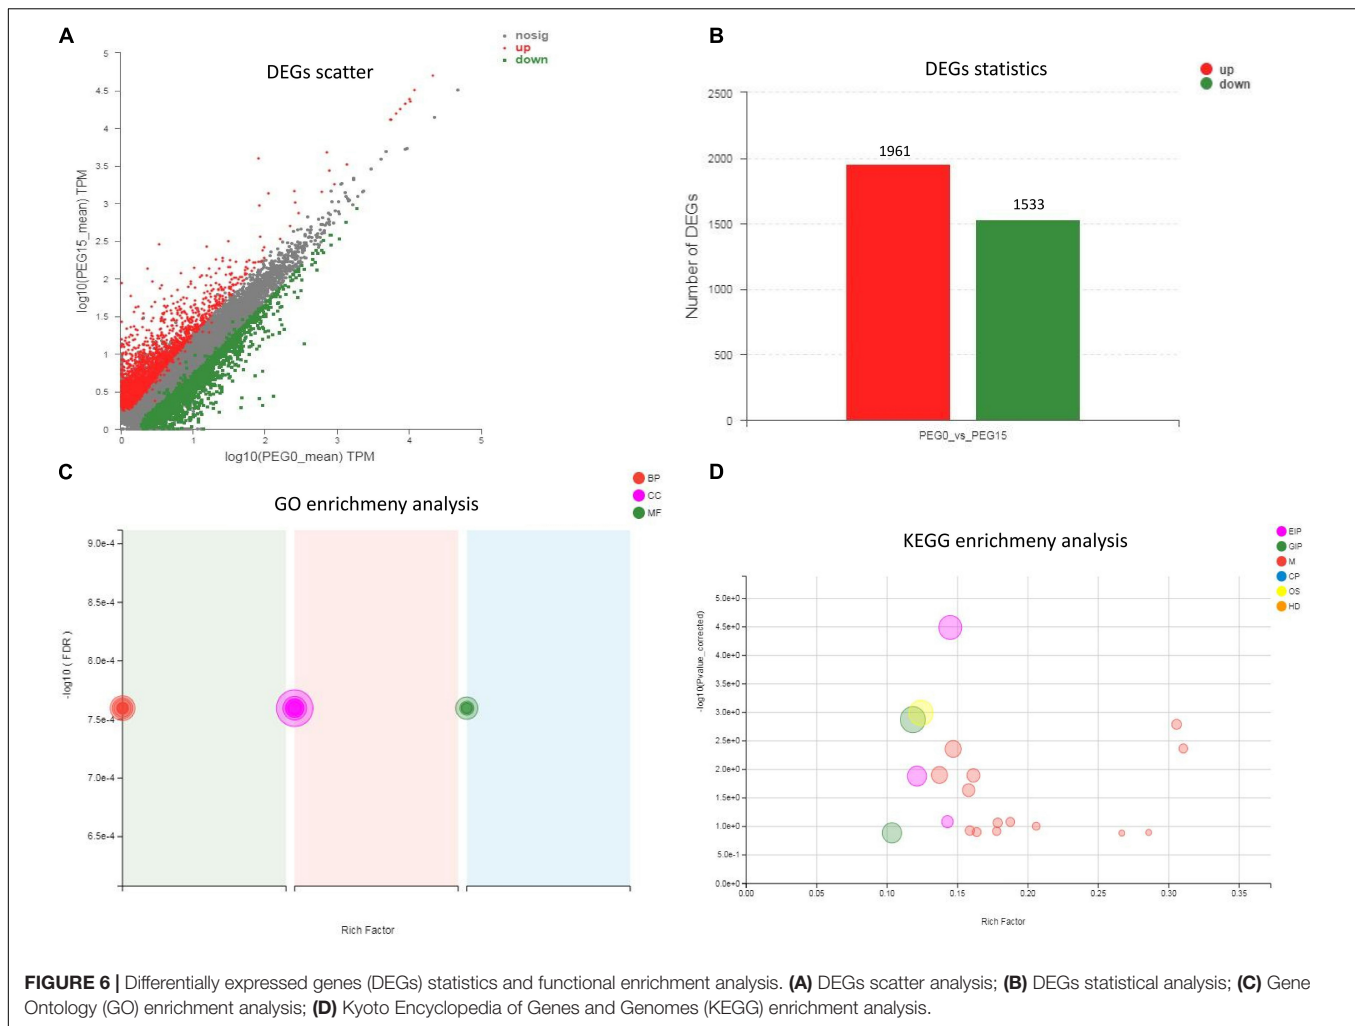 A
DEGs scatter
nosig
up
down
5
4.5
4
3.5
3
2.5
2
1.5
1
0.5
0
log10(PEG15_mean) TPM
0 1 2 3 4 5
log10(PEG0_mean) TPM
B
DEGs statistics
up
down
2500
2000
1500
1000
500
0
Number of DEGs
1961
1533
PEG0_vs_PEG15
C
GO enrichmeny analysis
BP
CC
MF
9.0e-4
8.5e-4
8.0e-4
7.5e-4
7.0e-4
6.5e-4
-log10 ( FDR )
Rich Factor
D
KEGG enrichmeny analysis
EIP
GIP
M
CP
OS
HD
5.0e+0
4.5e+0
4.0e+0
3.5e+0
3.0e+0
2.5e+0
2.0e+0
1.5e+0
1.0e+0
5.0e-1
0.0e+0
-log10(Pvalue_corrected)
0.00 0.05 0.10 0.15 0.20 0.25 0.30 0.35
Rich Factor
FIGURE 6 | Differentially expressed genes (DEGs) statistics and functional enrichment analysis. (A) DEGs scatter analysis; (B) DEGs statistical analysis; (C) Gene
Ontology (GO) enrichment analysis; (D) Kyoto Encyclopedia of Genes and Genomes (KEGG) enrichment analysis.